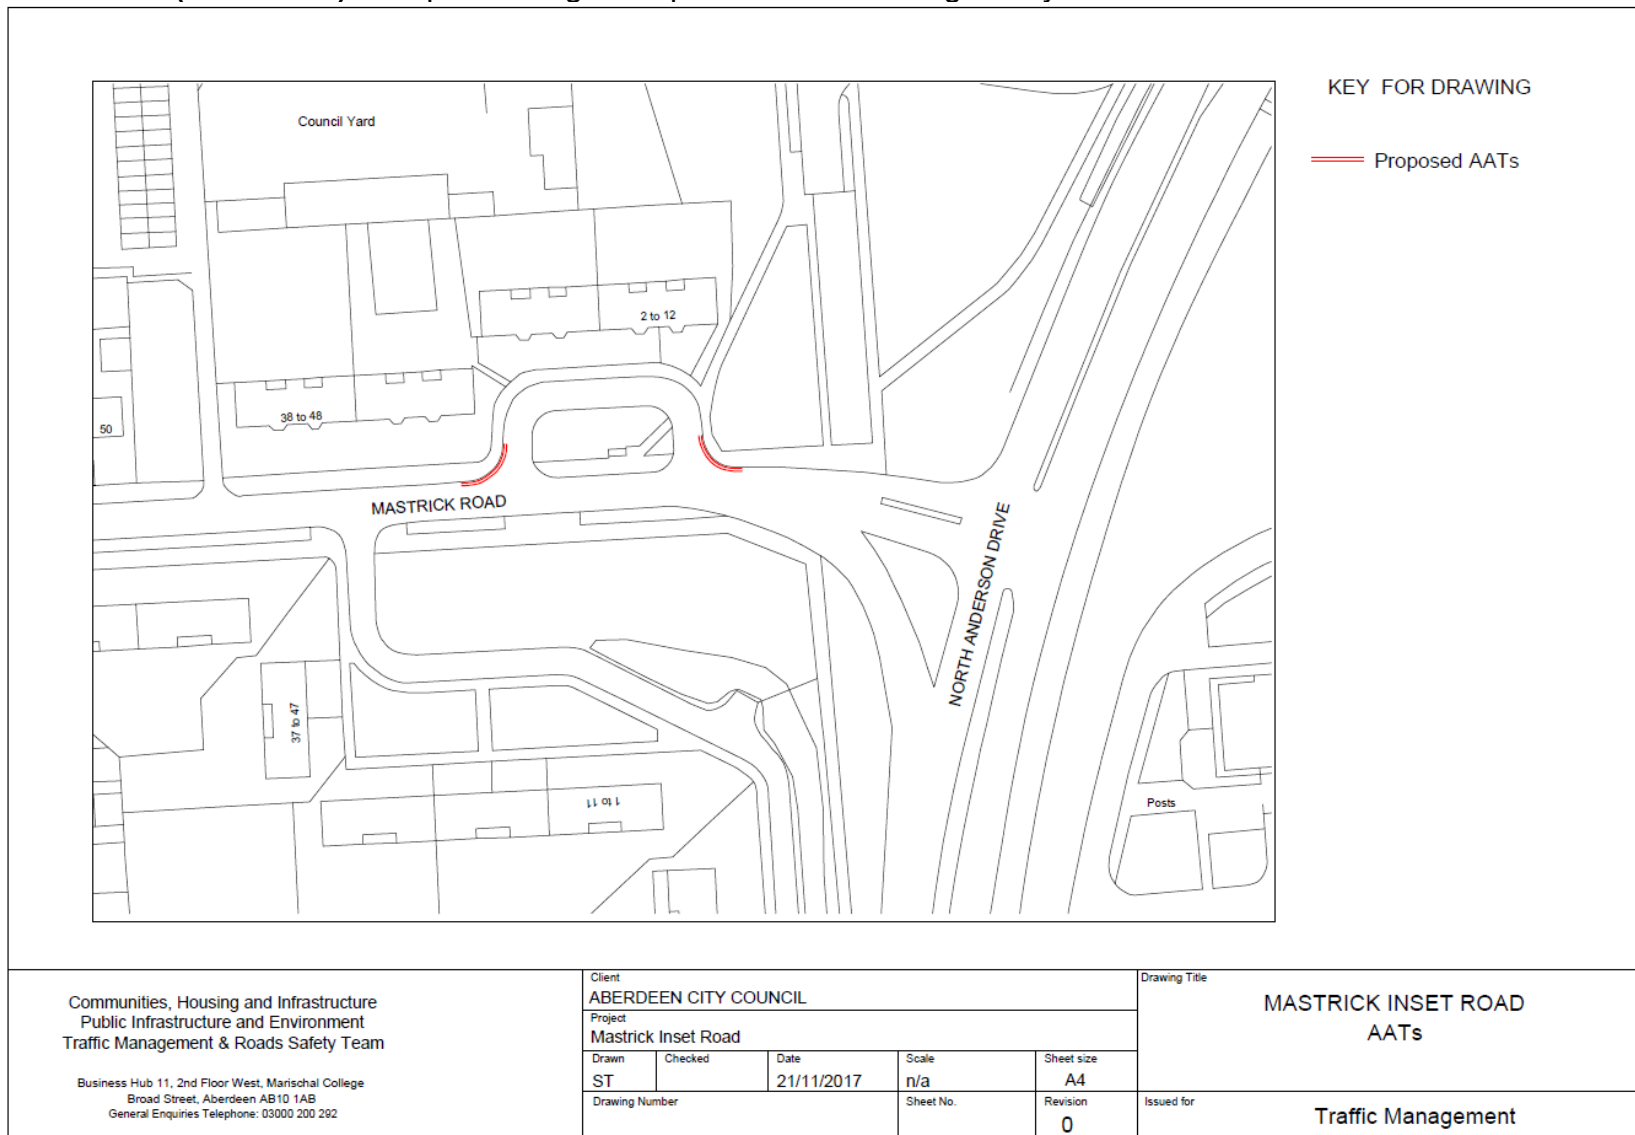 KEY FOR DRAWING
Proposed AATs
Council Yard
2 to 12
38 to 48
50
MASTRICK ROAD
NORTH ANDERSON DRIVE
37 to 47
1 to 11
Posts
Communities, Housing and Infrastructure
Public Infrastructure and Environment
Traffic Management & Roads Safety Team
Business Hub 11, 2nd Floor West, Marischal College
Broad Street, Aberdeen AB10 1AB
General Enquiries Telephone: 03000 200 292
Client
ABERDEEN CITY COUNCIL
Project
Mastrick Inset Road
Drawn
Checked
Date
Scale
Sheet size
ST
21/11/2017
n/a
A4
Drawing Number
Sheet No.
Revision
0
Drawing Title
MASTRICK INSET ROAD
AATs
Issued for
Traffic Management